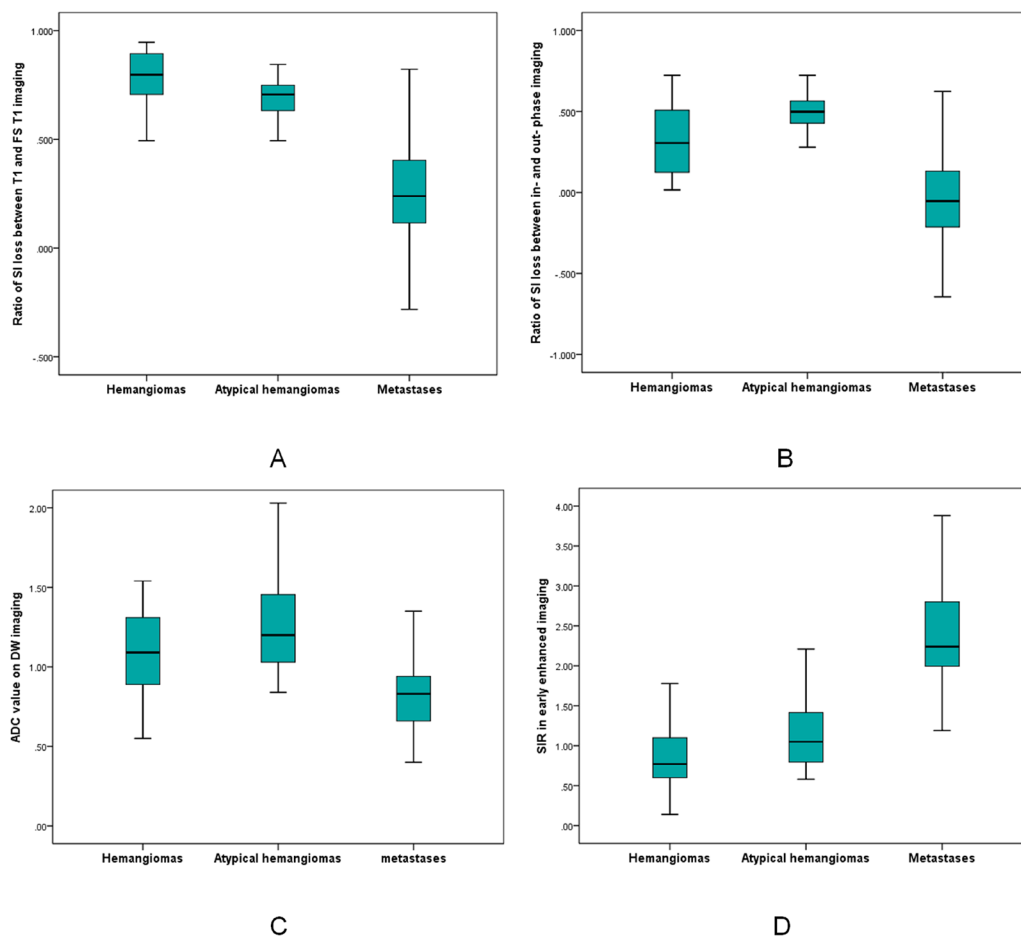 Ratio of SI loss between T1 and FS T1 imaging
1.000
.500
.000
-.500
Hemangiomas Atypical hemangiomas Metastases
A
Ratio of SI loss between in- and out- phase imaging
1.000
.500
.000
-.500
-1.000
Hemangiomas Atypical hemangiomas Metastases
B
ADC value on DW imaging
2.00
1.50
1.00
.50
.00
Hemangiomas Atypical hemangiomas metastases
C
SIR in early enhanced imaging
4.00
3.50
3.00
2.50
2.00
1.50
1.00
0.50
.00
Hemangiomas Atypical hemangiomas Metastases
D